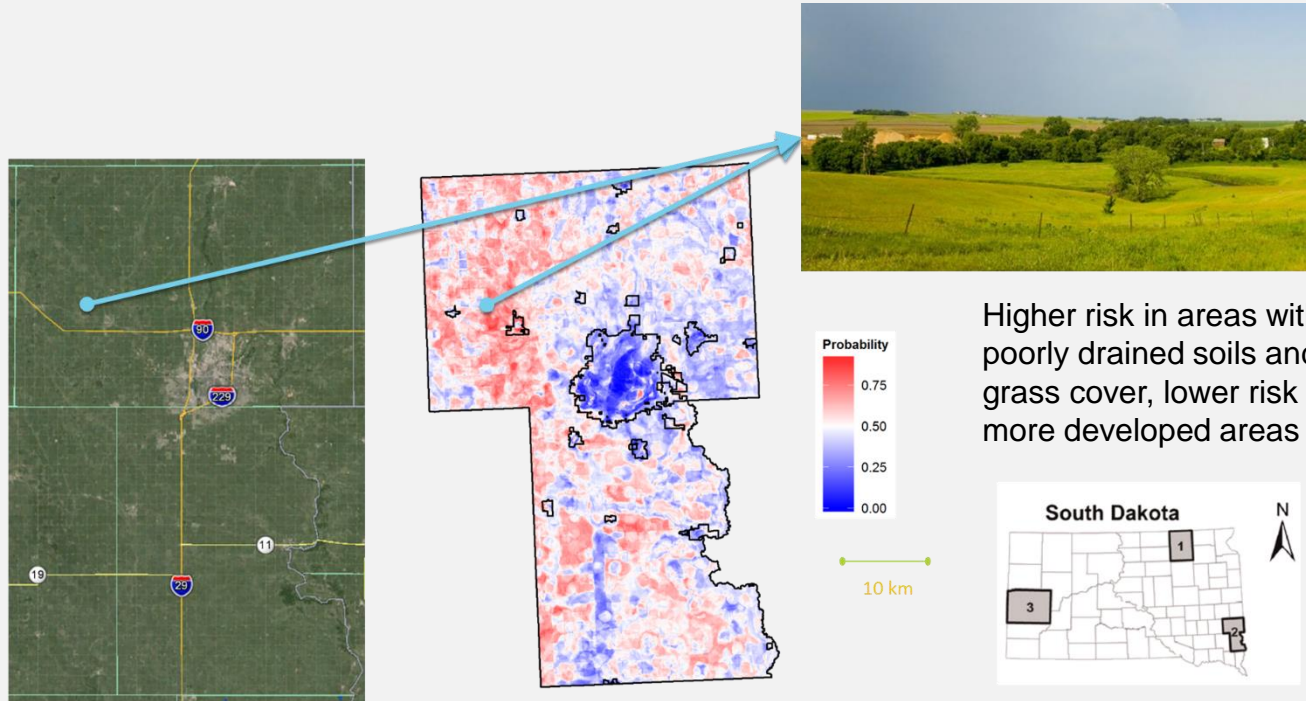 90
229
11
19
29
Probability
0.75
0.50
0.25
0.00
10 km
Higher risk in areas wit
poorly drained soils and
grass cover, lower risk
more developed areas
South Dakota
N
1
3
2